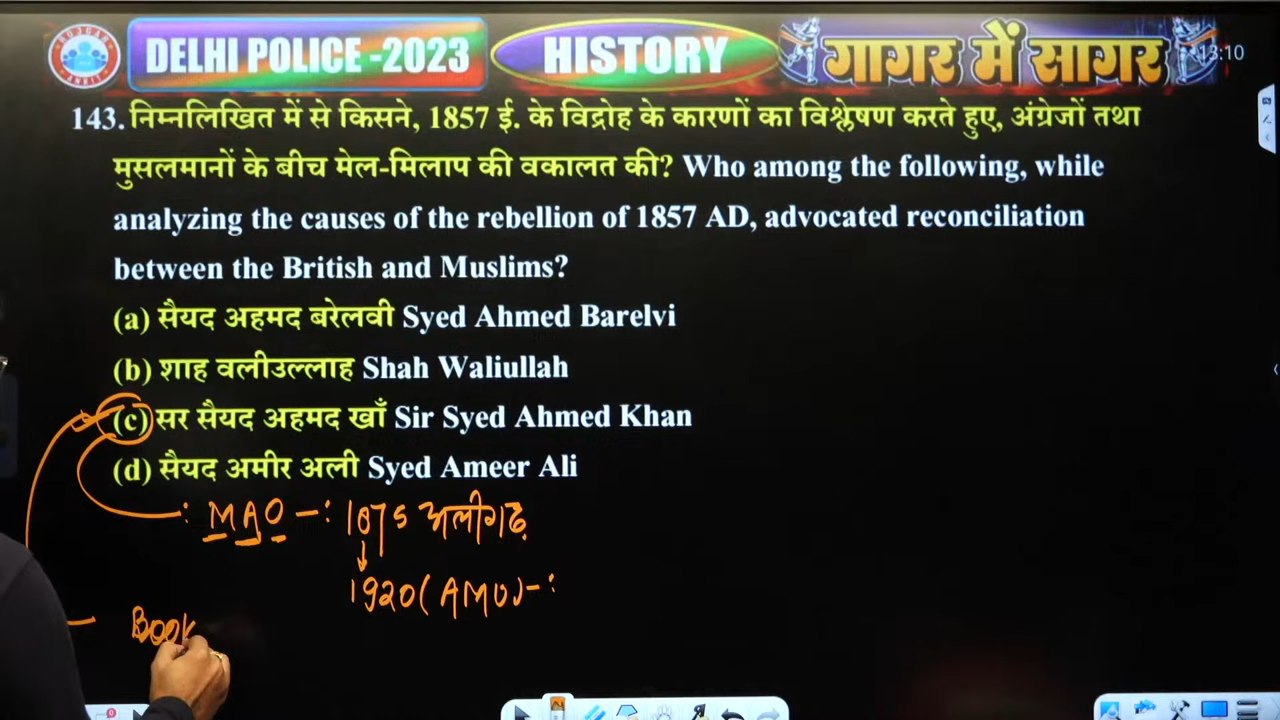 ROJGAR
ANKIT
DELHI POLICE -2023
HISTORY
गागर में सागर
13:10
143. निम्नलिखित में से किसने, 1857 ई. के विद्रोह के कारणों का विश्लेषण करते हुए, अंग्रेजों तथा
मुसलमानों के बीच मेल-मिलाप की वकालत की? Who among the following, while
analyzing the causes of the rebellion of 1857 AD, advocated reconciliation
between the British and Muslims?
(a) सैयद अहमद बरेलवी Syed Ahmed Barelvi
(b) शाह वलीउल्लाह Shah Waliullah
(c) सर सैयद अहमद खाँ Sir Syed Ahmed Khan
(d) सैयद अमीर अली Syed Ameer Ali
: MAO -: 1875 अलीगढ़
1920 (AMU) -:
Book